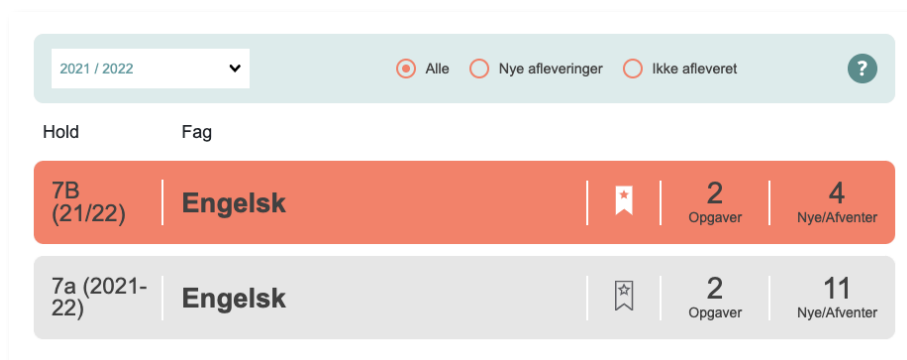 2021 / 2022
Alle
Nye afleveringer
Ikke afleveret
?
Hold
Fag
7B
(21/22)
Engelsk
2
Opgaver
4
Nye/Afventer
7a (2021-
22)
Engelsk
2
Opgaver
11
Nye/Afventer